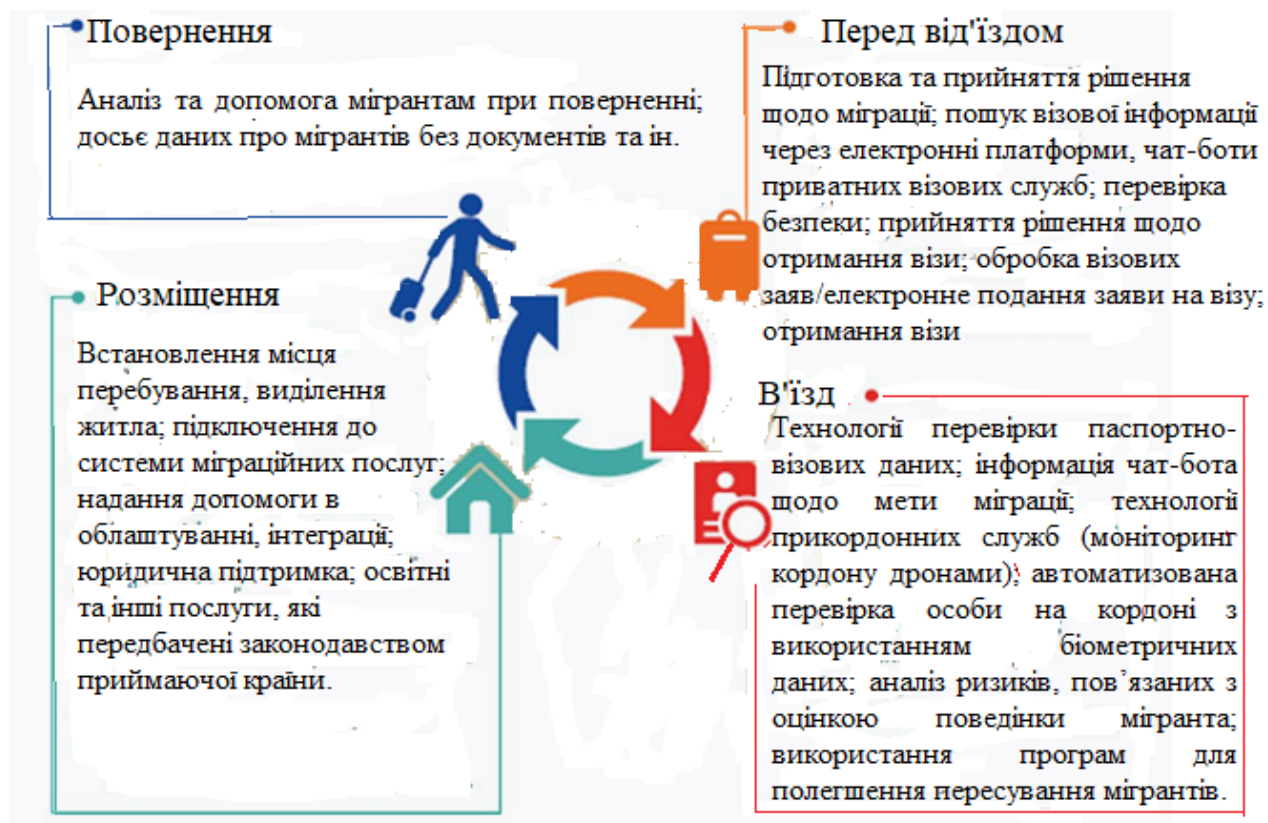 Повернення
Аналіз та допомога мігрантам при поверненні;
досьє даних про мігрантів без документів та ін.
Перед від'їздом
Підготовка та прийняття рішення
щодо міграції; пошук візової інформації
через електронні платформи, чат-боти
приватних візових служб; перевірка
безпеки; прийняття рішення щодо
отримання візи; обробка візових
заяв/електронне подання заяви на візу;
отримання візи
Розміщення
Встановлення місця
перебування, виділення
житла; підключення до
системи міграційних послуг;
надання допомоги в
облаштуванні, інтеграції;
юридична підтримка; освітні
та інші послуги, які
передбачені законодавством
приймаючої країни.
В'їзд
Технології перевірки паспортно-
візових даних; інформація чат-бота
щодо мети міграції; технології
прикордонних служб (моніторинг
кордону дронами); автоматизована
перевірка особи на кордоні з
використанням біометричних
даних; аналіз ризиків, пов’язаних з
оцінкою поведінки мігранта;
використання програм для
полегшення пересування мігрантів.